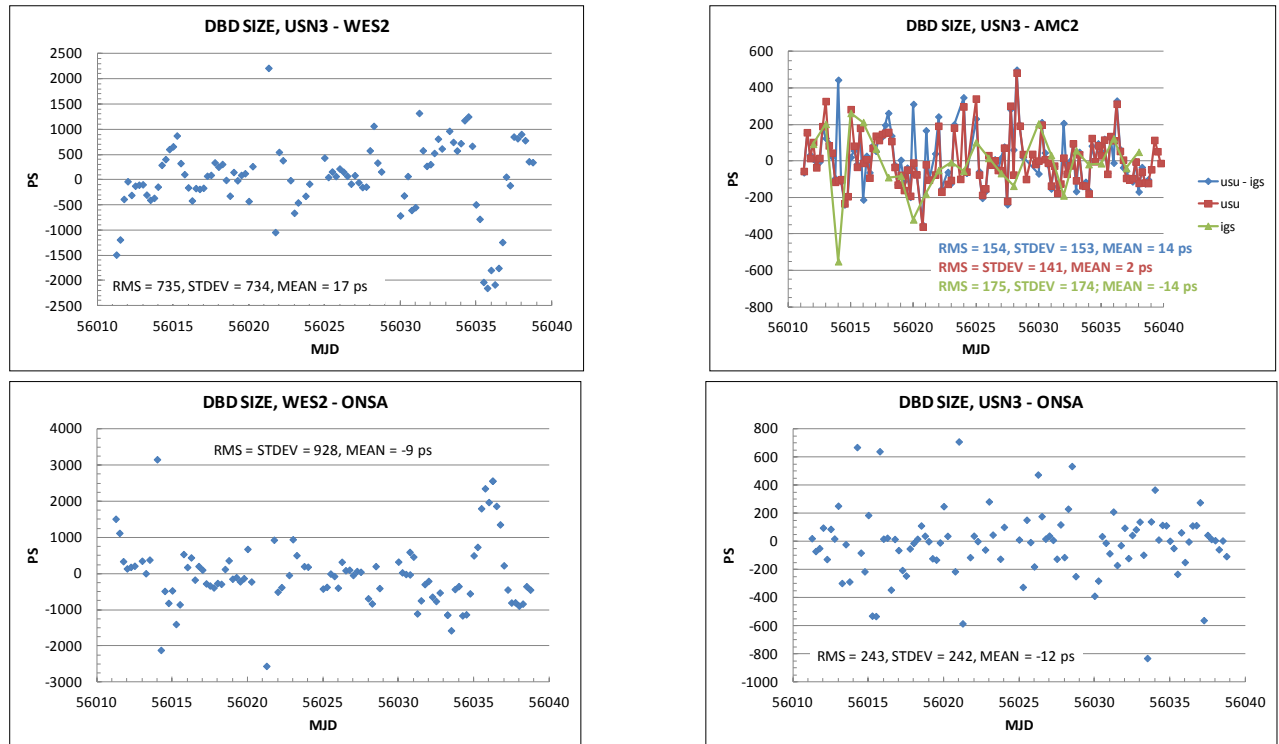 DBD SIZE, USN3 - WES2
2500
2000
1500
1000
500
0
-500
-1000
-1500
-2000
-2500
PS
RMS = 735, STDEV = 734, MEAN = 17 ps
56010 56015 56020 56025 56030 56035 56040
MJD
DBD SIZE, USN3 - AMC2
600
400
200
0
-200
-400
-600
-800
PS
usu - igs
usu
igs
RMS = 154, STDEV = 153, MEAN = 14 ps
RMS = STDEV = 141, MEAN = 2 ps
RMS = 175, STDEV = 174; MEAN = -14 ps
56010 56015 56020 56025 56030 56035 56040
MJD
DBD SIZE, WES2 - ONSA
4000
3000
2000
1000
0
-1000
-2000
-3000
PS
RMS = STDEV = 928, MEAN = -9 ps
56010 56015 56020 56025 56030 56035 56040
MJD
DBD SIZE, USN3 - ONSA
800
600
400
200
0
-200
-400
-600
-800
-1000
PS
RMS = 243, STDEV = 242, MEAN = -12 ps
56010 56015 56020 56025 56030 56035 56040
MJD